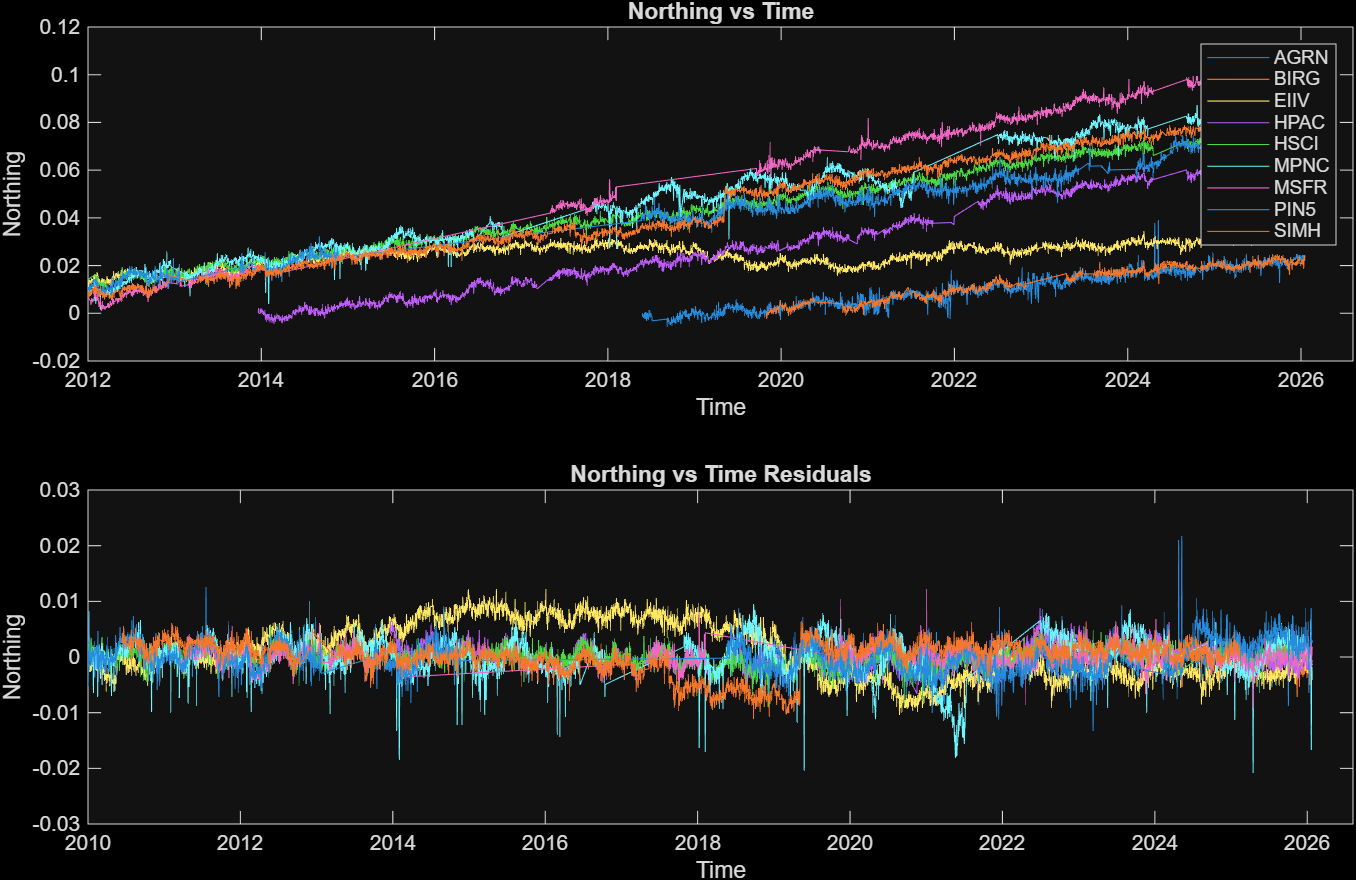 Northing vs Time
0.12
0.1
0.08
0.06
0.04
0.02
0
-0.02
Northing
2012 2014 2016 2018 2020 2022 2024 2026
Time
AGRN
BIRG
EIIV
HPAC
HSCI
MPNC
MSFR
PIN5
SIMH
Northing vs Time Residuals
0.03
0.02
0.01
0
-0.01
-0.02
-0.03
Northing
2010 2012 2014 2016 2018 2020 2022 2024 2026
Time